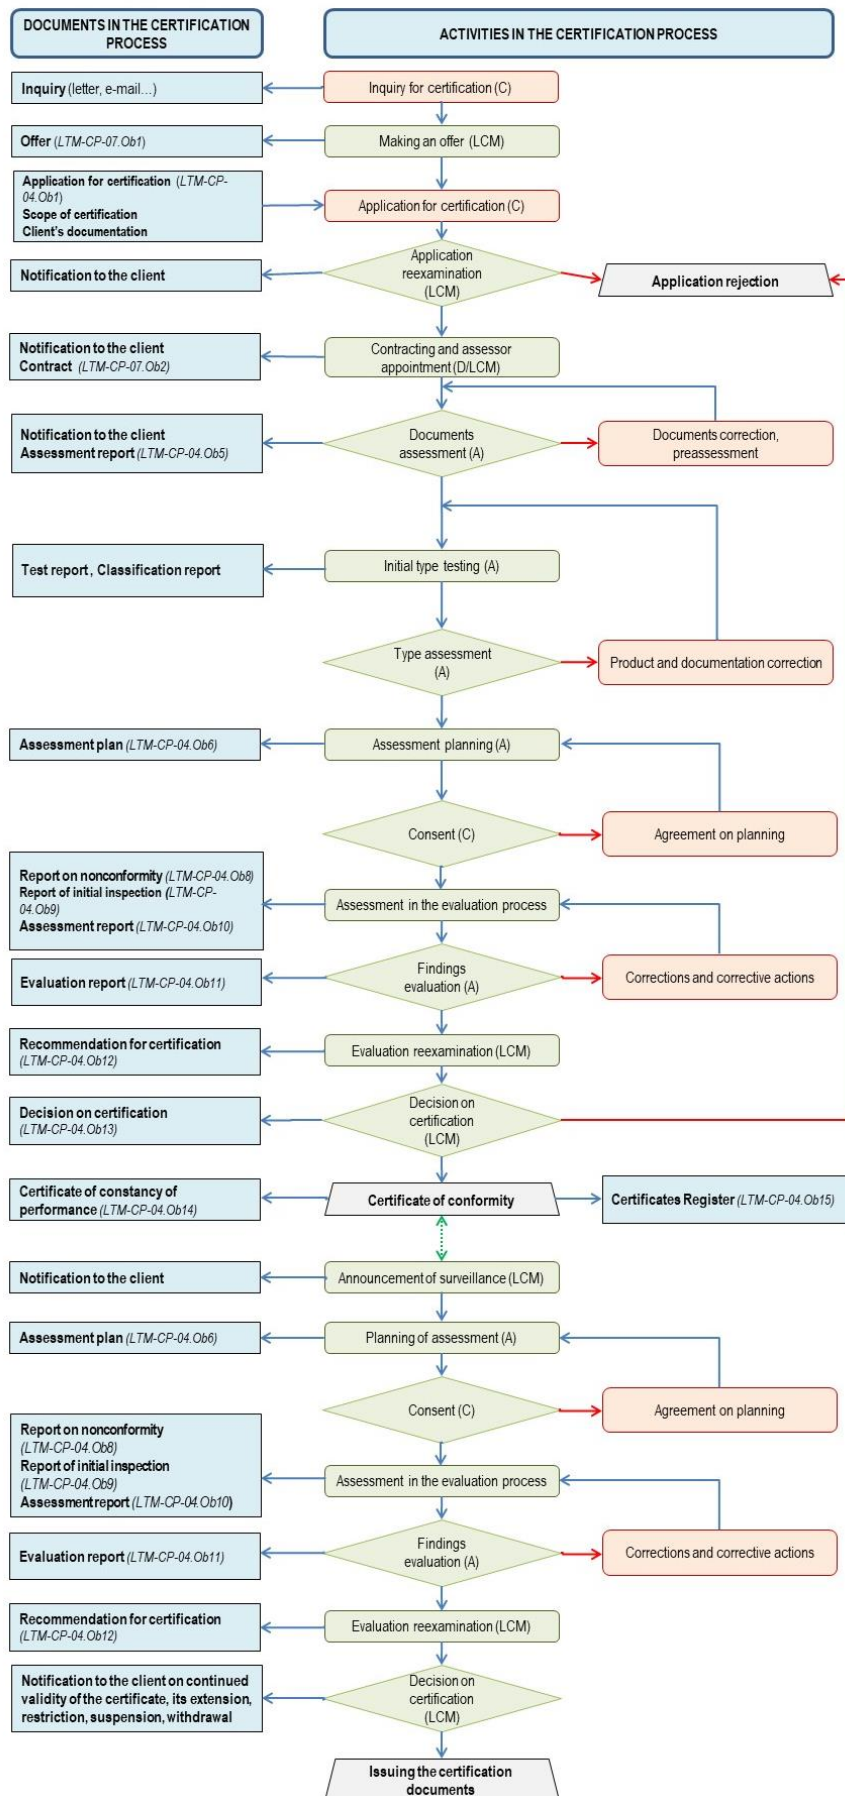 DOCUMENTS IN THE CERTIFICATION
PROCESS
ACTIVITIES IN THE CERTIFICATION PROCESS
Inquiry (letter, e-mail…)
Inquiry for certification (C)
Offer (LTM-CP-07.Ob1)
Making an offer (LCM)
Application for certification (LTM-CP-
04.Ob1)
Scope of certification
Client's documentation
Application for certification (C)
Notification to the client
Application
reexamination
(LCM)
Application rejection
Notification to the client
Contract (LTM-CP-07.Ob2)
Contracting and assessor
appointment (D/LCM)
Notification to the client
Assessment report (LTM-CP-04.Ob5)
Documents
assessment (A)
Documents correction,
preassessment
Test report , Classification report
Initial type testing (A)
Type assessment
(A)
Product and documentation correction
Assessment plan (LTM-CP-04.Ob6)
Assessment planning (A)
Consent (C)
Agreement on planning
Report on nonconformity (LTM-CP-04.Ob8)
Report of initial inspection (LTM-CP-
04.Ob9)
Assessment report (LTM-CP-04.Ob10)
Assessment in the evaluation process
Evaluation report (LTM-CP-04.Ob11)
Findings
evaluation (A)
Corrections and corrective actions
Recommendation for certification
(LTM-CP-04.Ob12)
Evaluation reexamination (LCM)
Decision on certification
(LTM-CP-04.Ob13)
Decision on
certification
(LCM)
Certificate of constancy of
performance (LTM-CP-04.Ob14)
Certificate of conformity
Certificates Register (LTM-CP-04.Ob15)
Notification to the client
Announcement of surveillance (LCM)
Assessment plan (LTM-CP-04.Ob6)
Planning of assessment (A)
Consent (C)
Agreement on planning
Report on nonconformity
(LTM-CP-04.Ob8)
Report of initial inspection
(LTM-CP-04.Ob9)
Assessment report (LTM-CP-04.Ob10)
Assessment in the evaluation process
Evaluation report (LTM-CP-04.Ob11)
Findings
evaluation (A)
Corrections and corrective actions
Recommendation for certification
(LTM-CP-04.Ob12)
Evaluation reexamination (LCM)
Notification to the client on continued
validity of the certificate, its extension,
restriction, suspension, withdrawal
Decision on
certification
(LCM)
Issuing the certification
documents